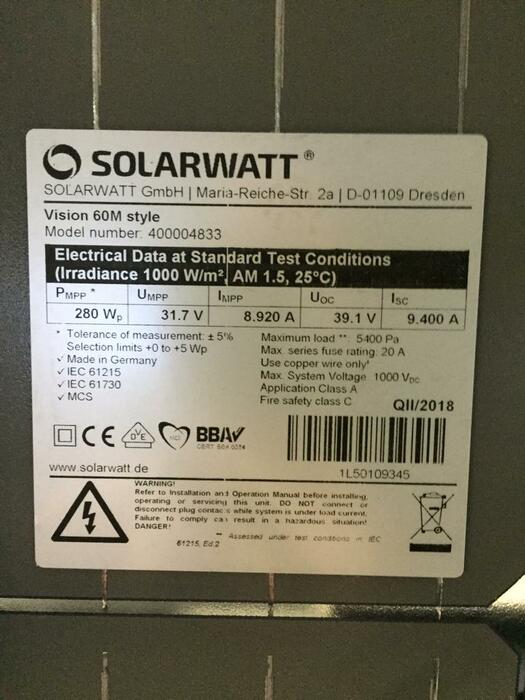 SOLARWATT ®
SOLARWATT GmbH | Maria-Reiche-Str. 2a | D-01109 Dresden
Vision 60M style
Model number: 400004833
Electrical Data at Standard Test Conditions
(Irradiance 1000 W/m², AM 1.5, 25°C)
PMPP * UMPP IMPP UOC ISC
280 Wp 31.7 V 8.920 A 39.1 V 9.400 A
* Tolerance of measurement: ± 5%
Selection limits +0 to +5 Wp
✓ Made in Germany
✓ IEC 61215
✓ IEC 61730
✓ MCS
Maximum load **: 5400 Pa
Max. series fuse rating: 20 A
Use copper wire only*
Max. System Voltage 1000 VDC
Application Class A
Fire safety class C
QII/2018
CE DVE MCS BBA
1L50109345
www.solarwatt.de
WARNING!
Refer to Installation and Operation Manual before installing,
operating or servicing this unit. DO NOT connect or
disconnect plug contacts while system is under load current.
Failure to comply can result in a hazardous situation!
DANGER!
** Assessed under test conditions in IEC
61215, Ed.2